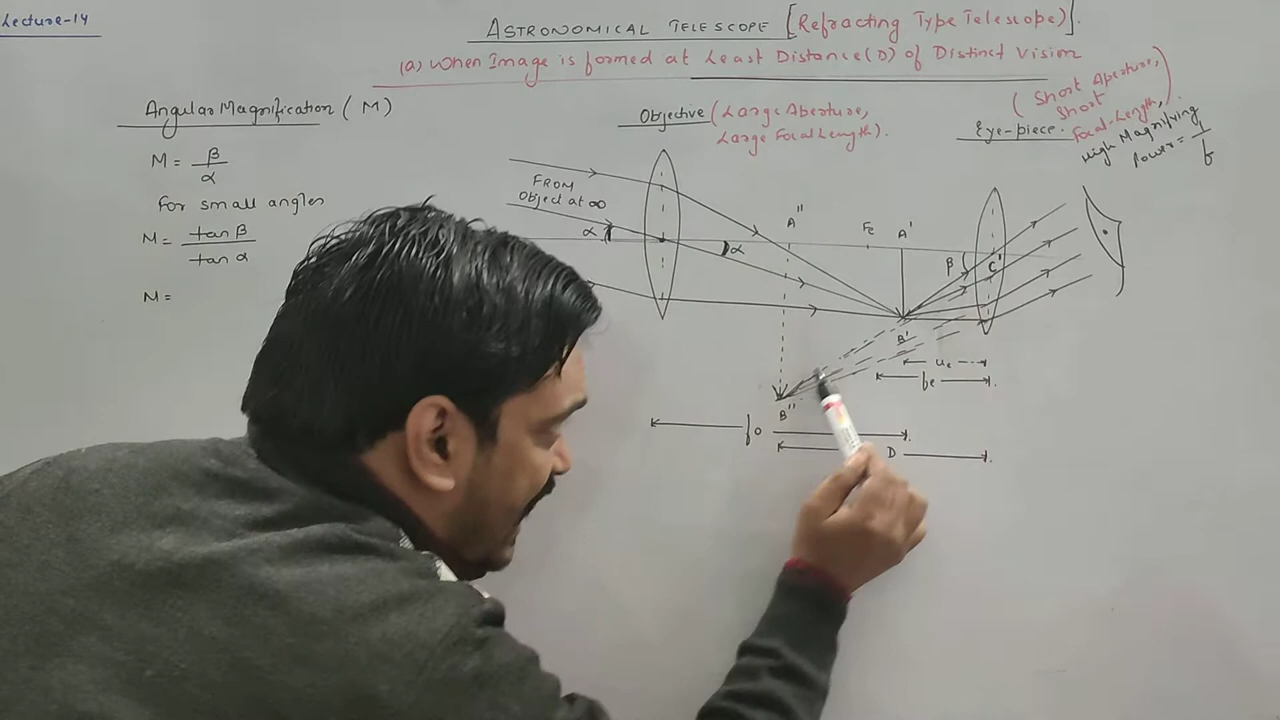 Lecture-14
ASTRONOMICAL TELESCOPE [Refracting Type Telescope].
(a) When Image is formed at Least Distance(D) of Distinct Vision
Angular Magnification (M)
M = β/α
for small angles
M = tanβ/tanα
M =
Objective (Large Aperture,
Large Focal Length).
Eye-piece. (Short Aperture,
Short
Focal-Length,).
High Magnifying
Power = 1/f
FROM
Object at ∞
α
α
A''
Fe
A'
β
C'
B'
ue
fe
B''
fo
D